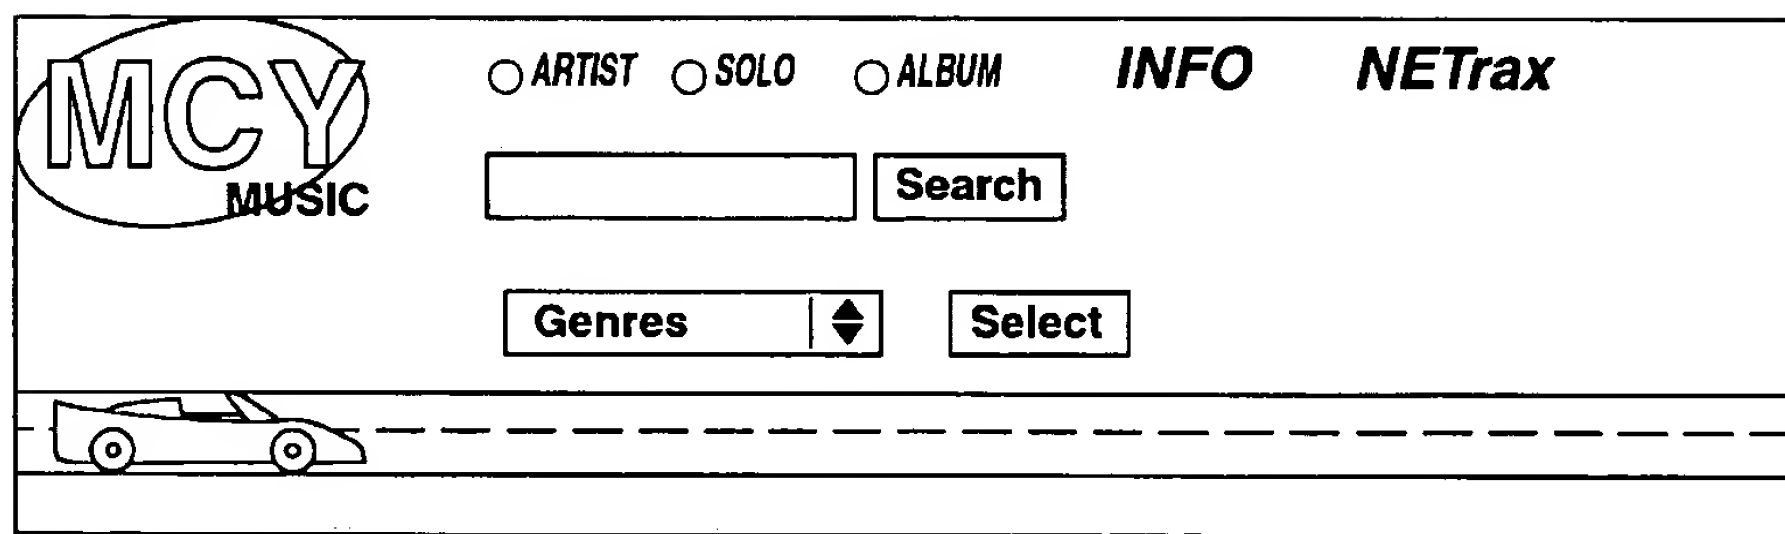 MCY
MUSIC
ARTIST SOLO ALBUM INFO NETrax
Search
Genres Select